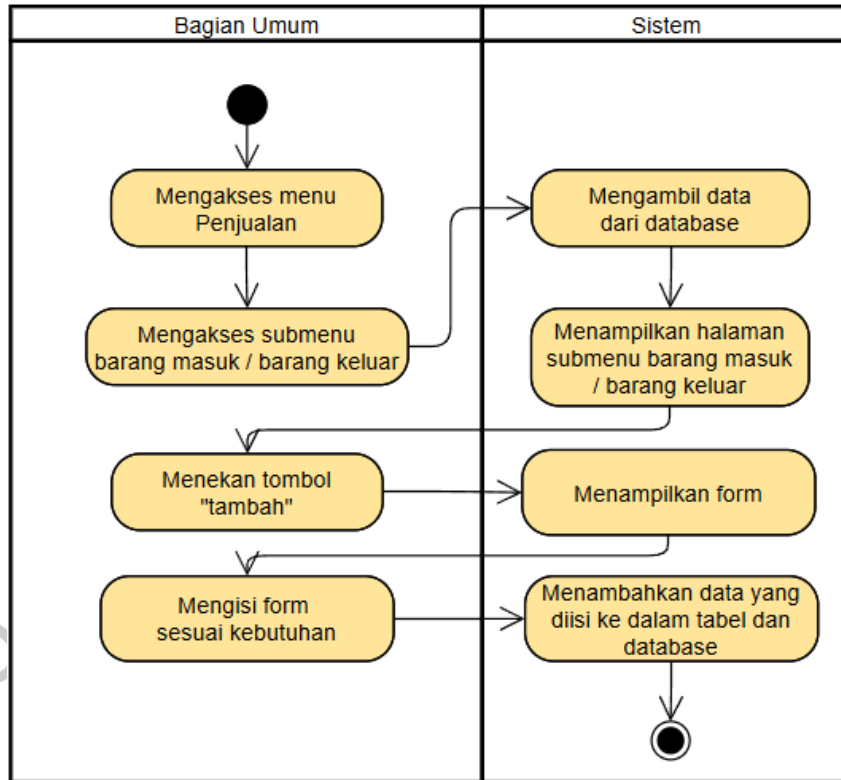 Bagian Umum
Sistem
Mengakses menu
Penjualan
Mengambil data
dari database
Mengakses submenu
barang masuk / barang keluar
Menampilkan halaman
submenu barang masuk
/ barang keluar
Menekan tombol
"tambah"
Menampilkan form
Mengisi form
sesuai kebutuhan
Menambahkan data yang
diisi ke dalam tabel dan
database